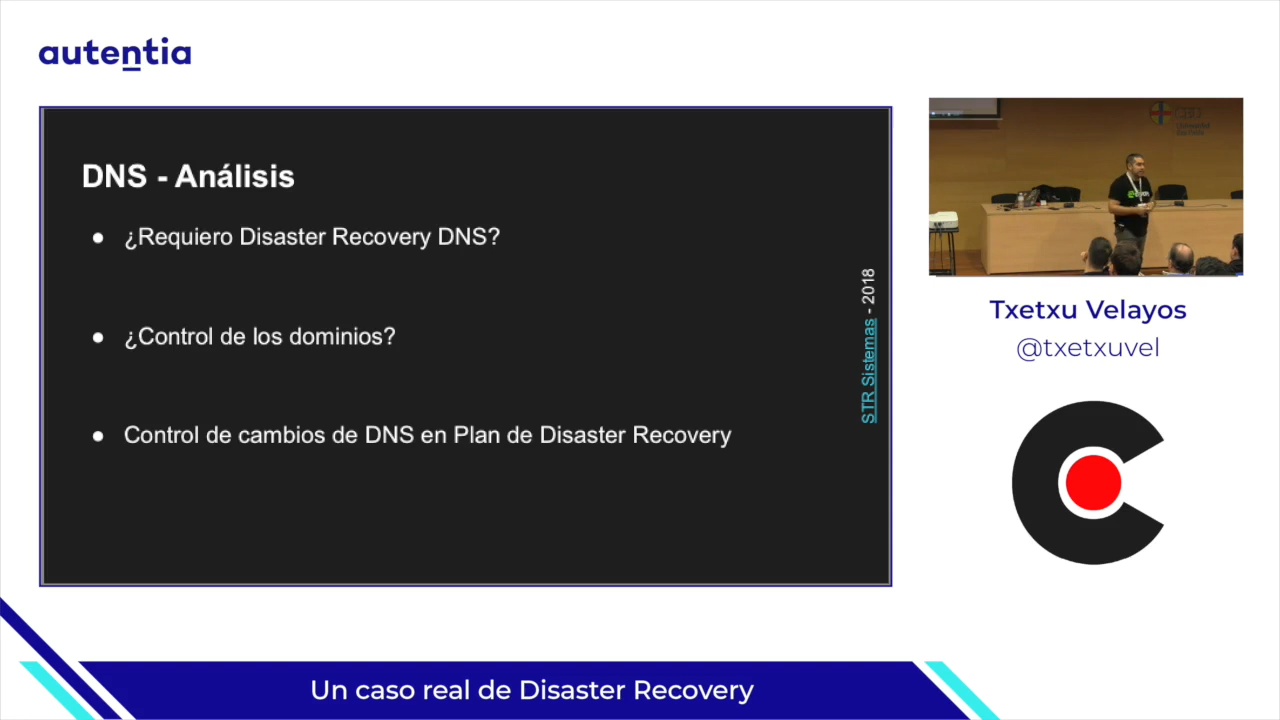 autentia
DNS - Análisis
● ¿Requiero Disaster Recovery DNS?
● ¿Control de los dominios?
● Control de cambios de DNS en Plan de Disaster Recovery
STR Sistemas - 2018
Txetxu Velayos
@txetxuvel
Un caso real de Disaster Recovery